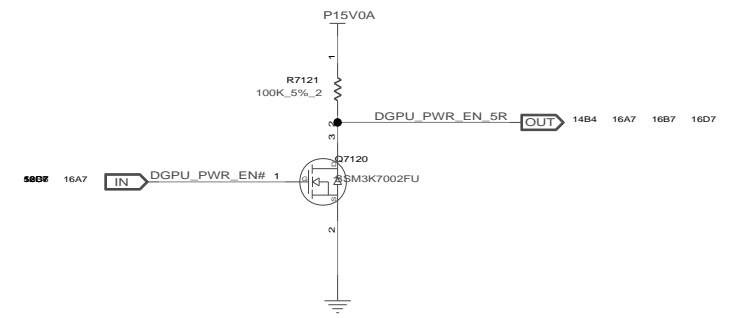 P15V0A
1
R7121
100K_5%_2
2
DGPU_PWR_EN_5R
OUT
14B4 16A7 16B7 16D7
3
Q7120
D
16A7
IN
DGPU_PWR_EN#
1
G
SSM3K7002FU
S
2